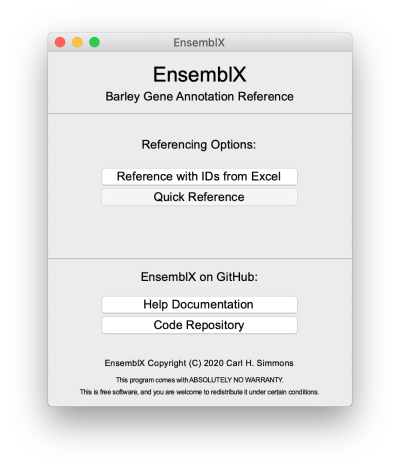 EnsemblX
EnsemblX
Barley Gene Annotation Reference
Referencing Options:
Reference with IDs from Excel
Quick Reference
EnsemblX on GitHub:
Help Documentation
Code Repository
EnsemblX Copyright (C) 2020 Carl H. Simmons
This program comes with ABSOLUTELY NO WARRANTY.
This is free software, and you are welcome to redistribute it under certain conditions.